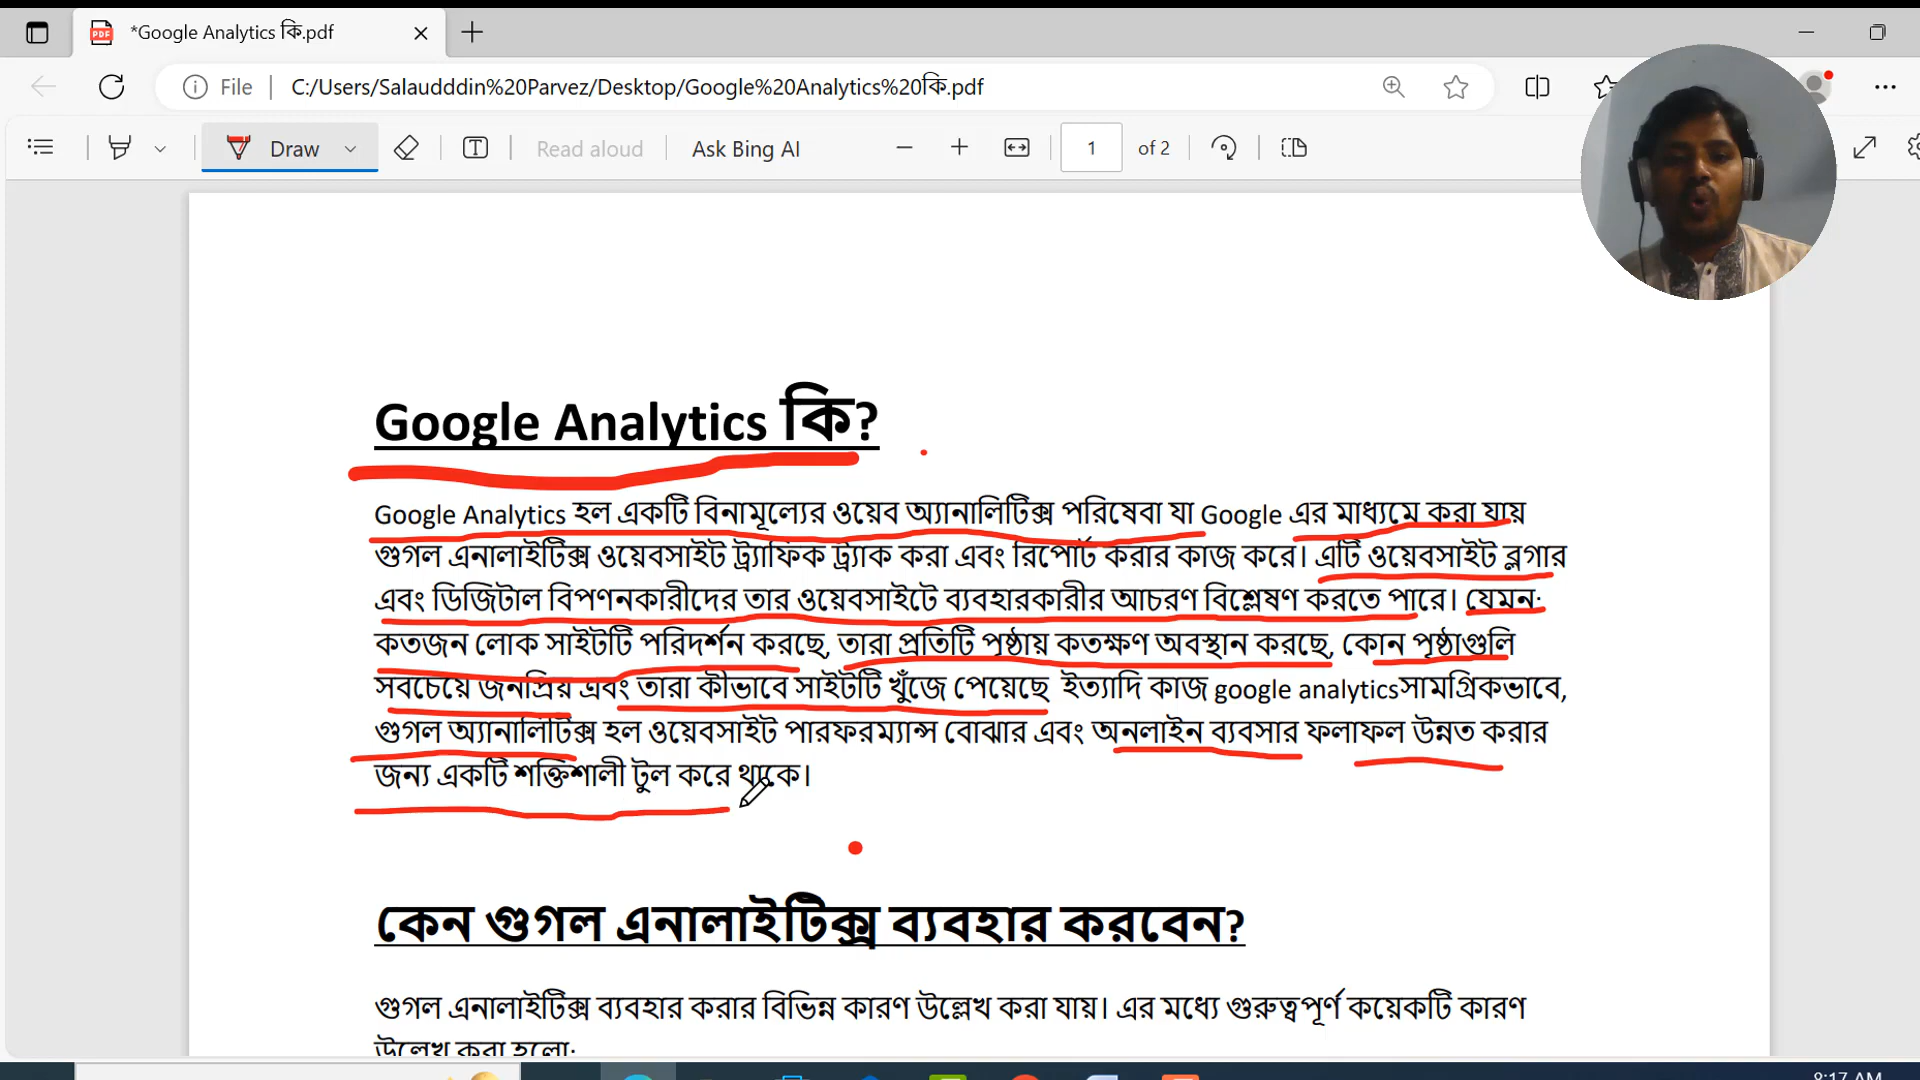 *Google Analytics কি.pdf
File
C:/Users/Salaudddin%20Parvez/Desktop/Google%20Analytics%20কি.pdf
Draw
Read aloud
Ask Bing AI
1
of 2
Google Analytics কি?
Google Analytics হল একটি বিনামূল্যের ওয়েব অ্যানালিটিক্স পরিষেবা যা Google এর মাধ্যমে করা যায়
গুগল এনালাইটিক্স ওয়েবসাইট ট্র্যাফিক ট্র্যাক করা এবং রিপোর্ট করার কাজ করে। এটি ওয়েবসাইট ব্লগার
এবং ডিজিটাল বিপণনকারীদের তার ওয়েবসাইটে ব্যবহারকারীর আচরণ বিশ্লেষণ করতে পারে। যেমন:
কতজন লোক সাইটটি পরিদর্শন করছে, তারা প্রতিটি পৃষ্ঠায় কতক্ষণ অবস্থান করছে, কোন পৃষ্ঠাগুলি
সবচেয়ে জনপ্রিয় এবং তারা কীভাবে সাইটটি খুঁজে পেয়েছে ইত্যাদি কাজ google analyticsসামগ্রিকভাবে,
গুগল অ্যানালিটিক্স হল ওয়েবসাইট পারফরম্যান্স বোঝার এবং অনলাইন ব্যবসার ফলাফল উন্নত করার
জন্য একটি শক্তিশালী টুল করে থাকে।
কেন গুগল এনালাইটিক্স ব্যবহার করবেন?
গুগল এনালাইটিক্স ব্যবহার করার বিভিন্ন কারণ উল্লেখ করা যায়। এর মধ্যে গুরুত্বপূর্ণ কয়েকটি কারণ
উল্লেখ করা হলো:
8:17 AM